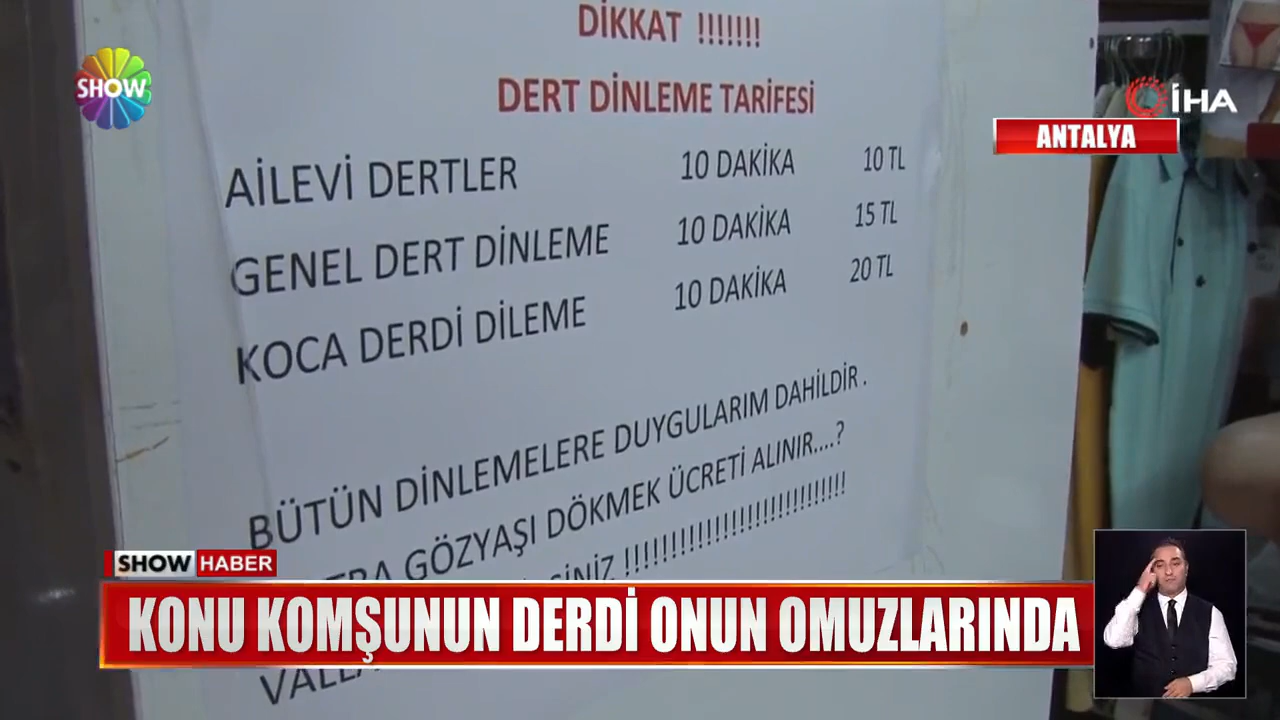 DİKKAT !!!!!!!
SHOW
İHA
DERT DİNLEME TARİFESİ
ANTALYA
AİLEVİ DERTLER 10 DAKİKA 10 TL
GENEL DERT DİNLEME 10 DAKİKA 15 TL
KOCA DERDİ DİLEME 10 DAKİKA 20 TL
BÜTÜN DİNLEMELERE DUYGULARIM DAHİLDİR .
GÖZYAŞI DÖKMEK ÜCRETİ ALINIR....?
SİNİZ !!!!!!!!!!!!!!!!!!!!!!!!!!!!
SHOW HABER
KONU KOMŞUNUN DERDİ ONUN OMUZLARINDA